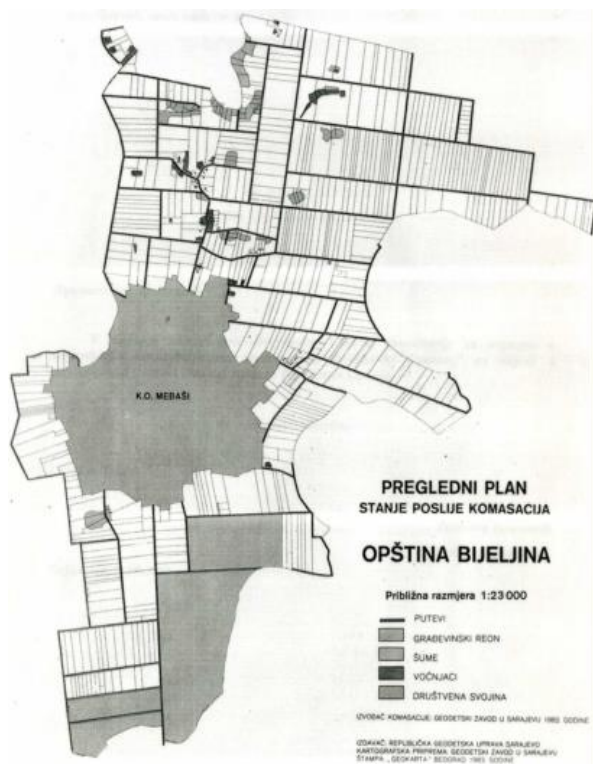 K.O. MEĐAŠI
PREGLEDNI PLAN
STANJE POSLIJE KOMASACIJA
OPŠTINA BIJELJINA
Približna razmjera 1:23 000
PUTEVI
GRAĐEVINSKI REON
ŠUME
VOĆNJACI
DRUŠTVENA SVOJINA
IZVOĐAČ KOMASACIJE: GEODETSKI ZAVOD U SARAJEVU GODINE
IZDAVAČ: REPUBLIČKA GEODETSKA UPRAVA SARAJEVO
KARTOGRAFSKA PRIPREMA: GEODETSKI ZAVOD U SARAJEVU
ŠTAMPA „GEOKARTA" BEOGRAD 1983. GODINE